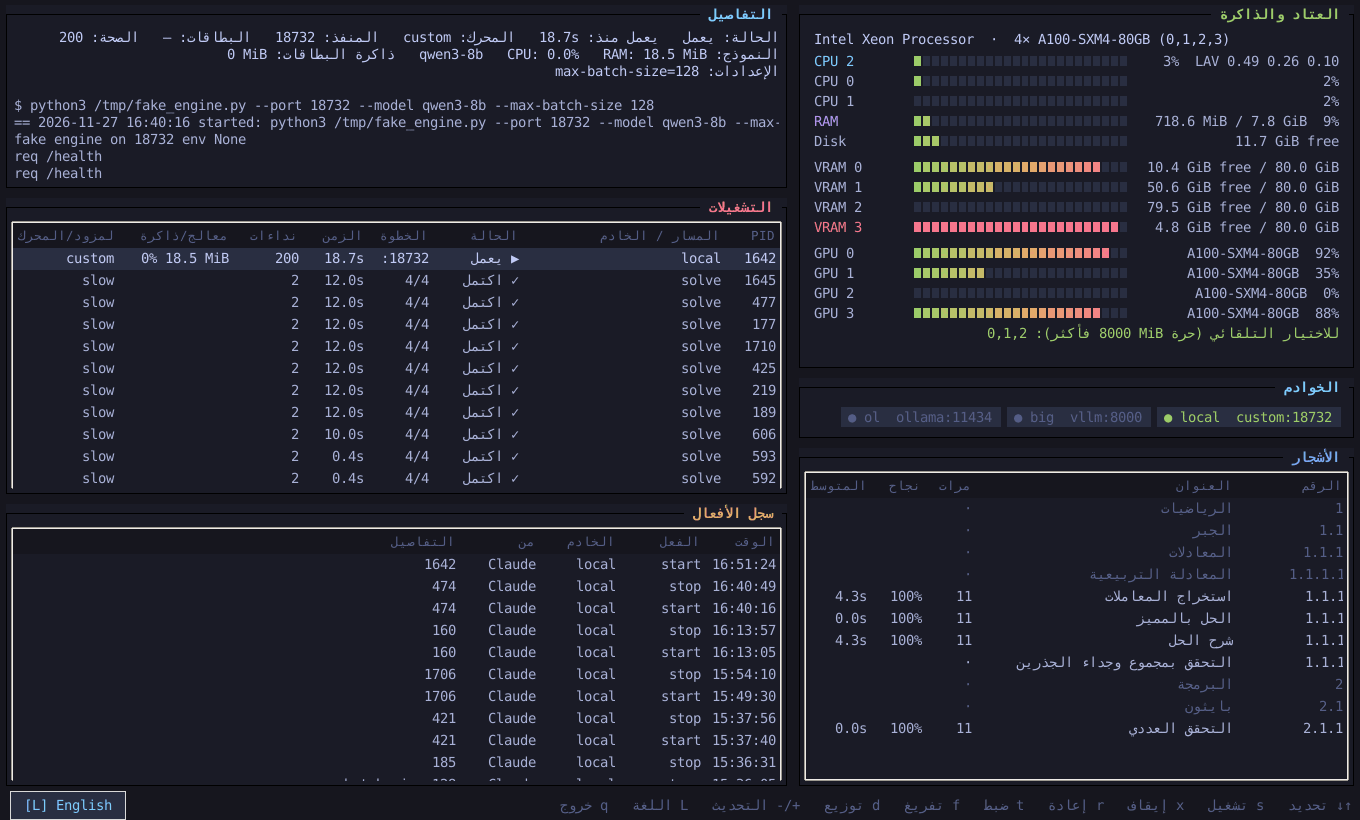 العتاد والذاكرة
Intel Xeon Processor · 4× A100-SXM4-80GB (0,1,2,3)
CPU 2 3% LAV 0.49 0.26 0.10
CPU 0 2%
CPU 1 2%
RAM 718.6 MiB / 7.8 GiB 9%
Disk 11.7 GiB free
VRAM 0 10.4 GiB free / 80.0 GiB
VRAM 1 50.6 GiB free / 80.0 GiB
VRAM 2 79.5 GiB free / 80.0 GiB
VRAM 3 4.8 GiB free / 80.0 GiB
GPU 0 A100-SXM4-80GB 92%
GPU 1 A100-SXM4-80GB 35%
GPU 2 A100-SXM4-80GB 0%
GPU 3 A100-SXM4-80GB 88%
للاختيار التلقائي (حرة 8000 MiB فأكثر): 0,1,2
الخوادم
● local custom:18732
● big vllm:8000
● ol ollama:11434
الأشجار
الرقم العنوان مرات نجاح المتوسط
1 الرياضيات ·
1.1 الجبر ·
1.1.1 المعادلات ·
1.1.1.1 المعادلة التربيعية ·
1.1.1 استخراج المعاملات 11 100% 4.3s
1.1.1 الحل بالمميز 11 100% 0.0s
1.1.1 شرح الحل 11 100% 4.3s
1.1.1 التحقق بمجموع وجداء الجذرين ·
2 البرمجة ·
2.1 بايثون ·
2.1.1 التحقق العددي 11 100% 0.0s
التفاصيل
الحالة: يعمل يعمل منذ: 18.7s المحرك: custom المنفذ: 18732 البطاقات: — الصحة: 200
النموذج: qwen3-8b CPU: 0.0% RAM: 18.5 MiB ذاكرة البطاقات: 0 MiB
الإعدادات: max-batch-size=128
$ python3 /tmp/fake_engine.py --port 18732 --model qwen3-8b --max-batch-size 128
== 2026-11-27 16:40:16 started: python3 /tmp/fake_engine.py --port 18732 --model qwen3-8b --max-
fake engine on 18732 env None
req /health
req /health
التشغيلات
PID المسار / الخادم الحالة الخطوة الزمن نداءات معالج/ذاكرة لمزود/المحرك
1642 local ▶ يعمل :18732 18.7s 200 0% 18.5 MiB custom
1645 solve ✓ اكتمل 4/4 12.0s 2 slow
477 solve ✓ اكتمل 4/4 12.0s 2 slow
177 solve ✓ اكتمل 4/4 12.0s 2 slow
1710 solve ✓ اكتمل 4/4 12.0s 2 slow
425 solve ✓ اكتمل 4/4 12.0s 2 slow
219 solve ✓ اكتمل 4/4 12.0s 2 slow
189 solve ✓ اكتمل 4/4 12.0s 2 slow
606 solve ✓ اكتمل 4/4 10.0s 2 slow
593 solve ✓ اكتمل 4/4 0.4s 2 slow
592 solve ✓ اكتمل 4/4 0.4s 2 slow
سجل الأفعال
الوقت الفعل الخادم من التفاصيل
16:51:24 start local Claude 1642
16:40:49 stop local Claude 474
16:40:16 start local Claude 474
16:13:57 stop local Claude 160
16:13:05 start local Claude 160
15:54:10 stop local Claude 1706
15:49:30 start local Claude 1706
15:37:56 stop local Claude 421
15:37:40 start local Claude 421
15:36:31 stop local Claude 185
↓↑ تحديد s تشغيل x إيقاف r إعادة t ضبط f تفريغ d توزيع +/- التحديث L اللغة q خروج
[L] English